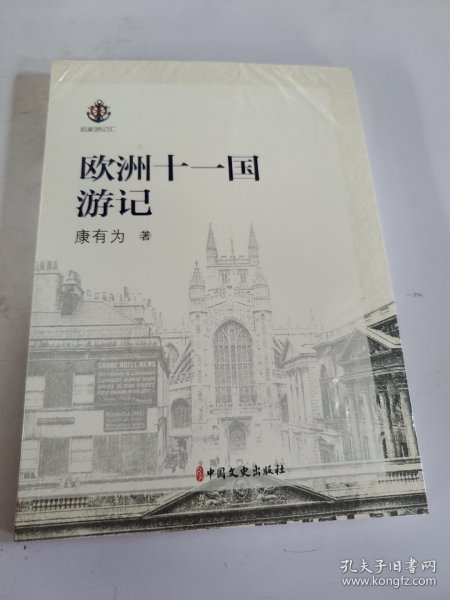 名家游记汇
欧洲十一国
游记
康有为 著
GRAND HOTEL MEWS
中国文史出版社
孔夫子旧书网
www.kongfz.com